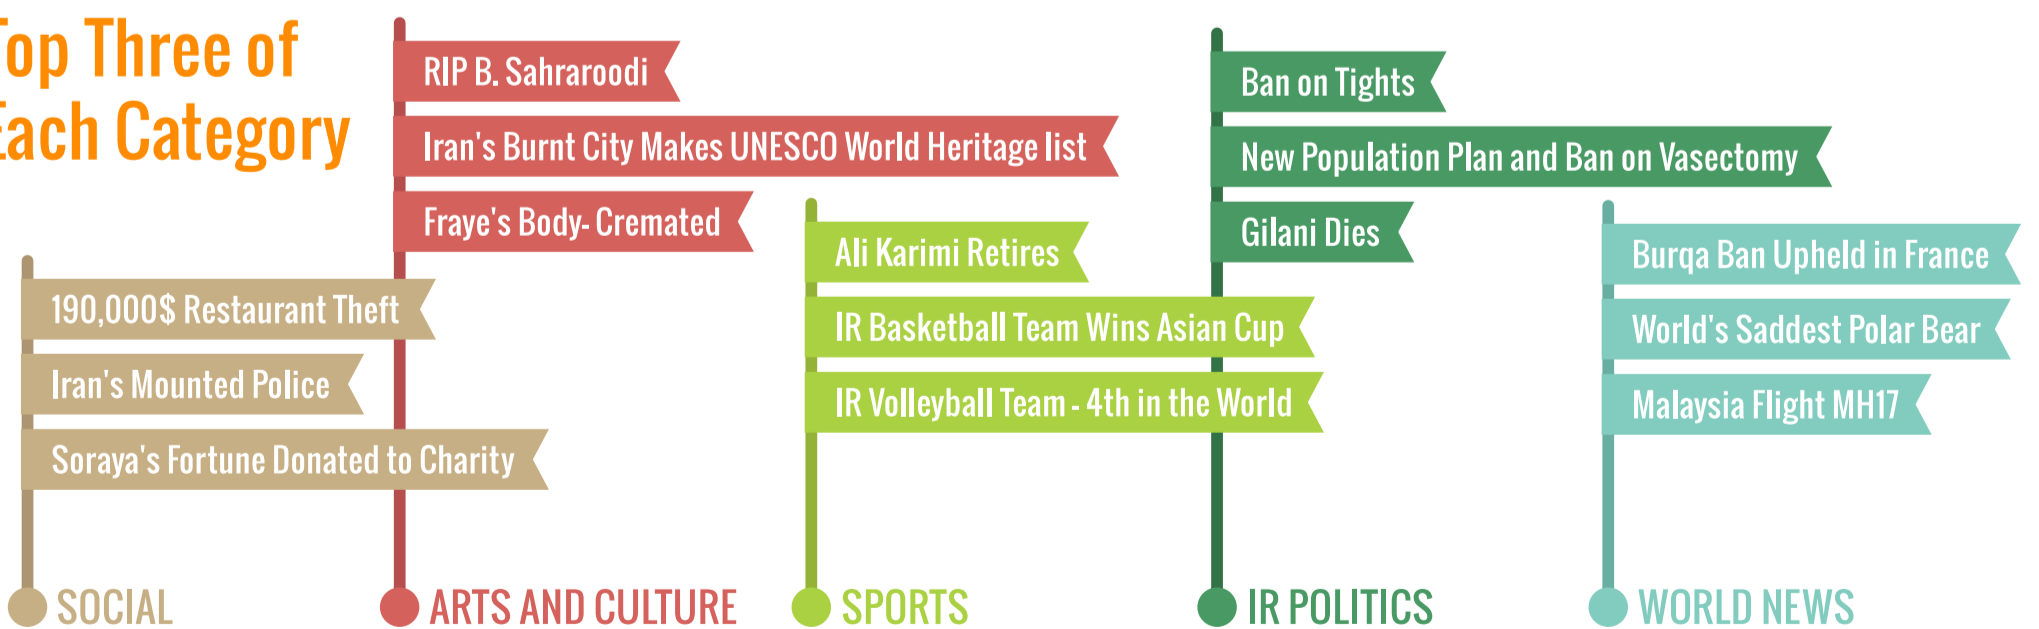 Top Three of
Each Category
RIP B. Sahraroodi
Iran's Burnt City Makes UNESCO World Heritage list
Fraye's Body- Cremated
Ban on Tights
New Population Plan and Ban on Vasectomy
Gilani Dies
Ali Karimi Retires
IR Basketball Team Wins Asian Cup
IR Volleyball Team - 4th in the World
Burqa Ban Upheld in France
World's Saddest Polar Bear
Malaysia Flight MH17
190,000$ Restaurant Theft
Iran's Mounted Police
Soraya's Fortune Donated to Charity
SOCIAL
ARTS AND CULTURE
SPORTS
IR POLITICS
WORLD NEWS